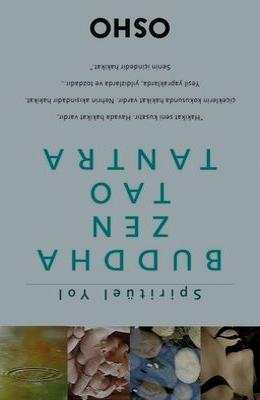 Spiritüel Yol
BUDDHA
ZEN
TAO
TANTRA
"Hakikat seni kuşatır. Havada hakikat vardır,
çiçeklerin kokusunda hakikat vardır. Nehrin akışındadır hakikat.
Yeşil yapraklarda, yıldızlarda ve tozdadır...
Senin içindedir hakikat."
OSHO